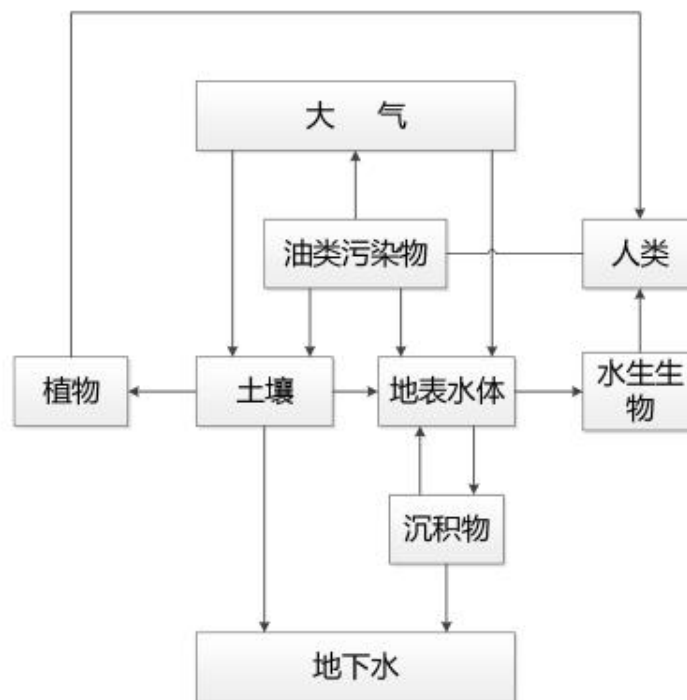 大 气
油类污染物
人类
植物
土壤
地表水体
水生生
物
沉积物
地下水